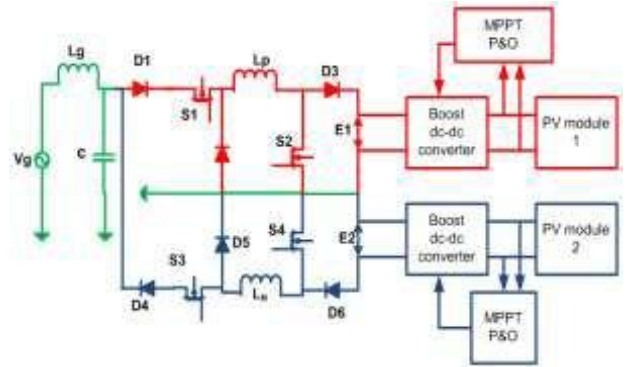 MPPT
P&O
Lg
D1
Lp
D3
S1
E1
Boost
dc-dc
converter
PV module
1
S2
Vg
C
S4
E2
Boost
dc-dc
converter
PV module
2
D5
S3
D4
Ln
D6
MPPT
P&O